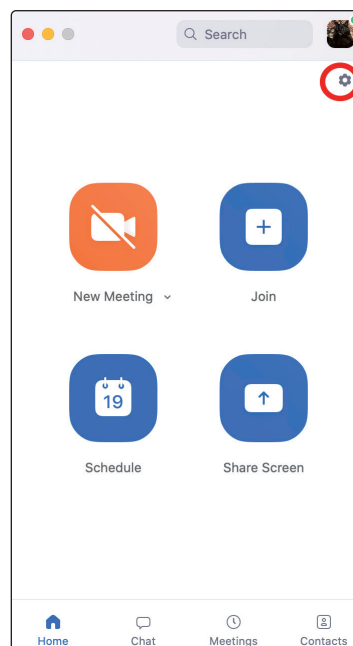 Search
New Meeting
Join
19
Schedule
Share Screen
Home
Chat
Meetings
Contacts